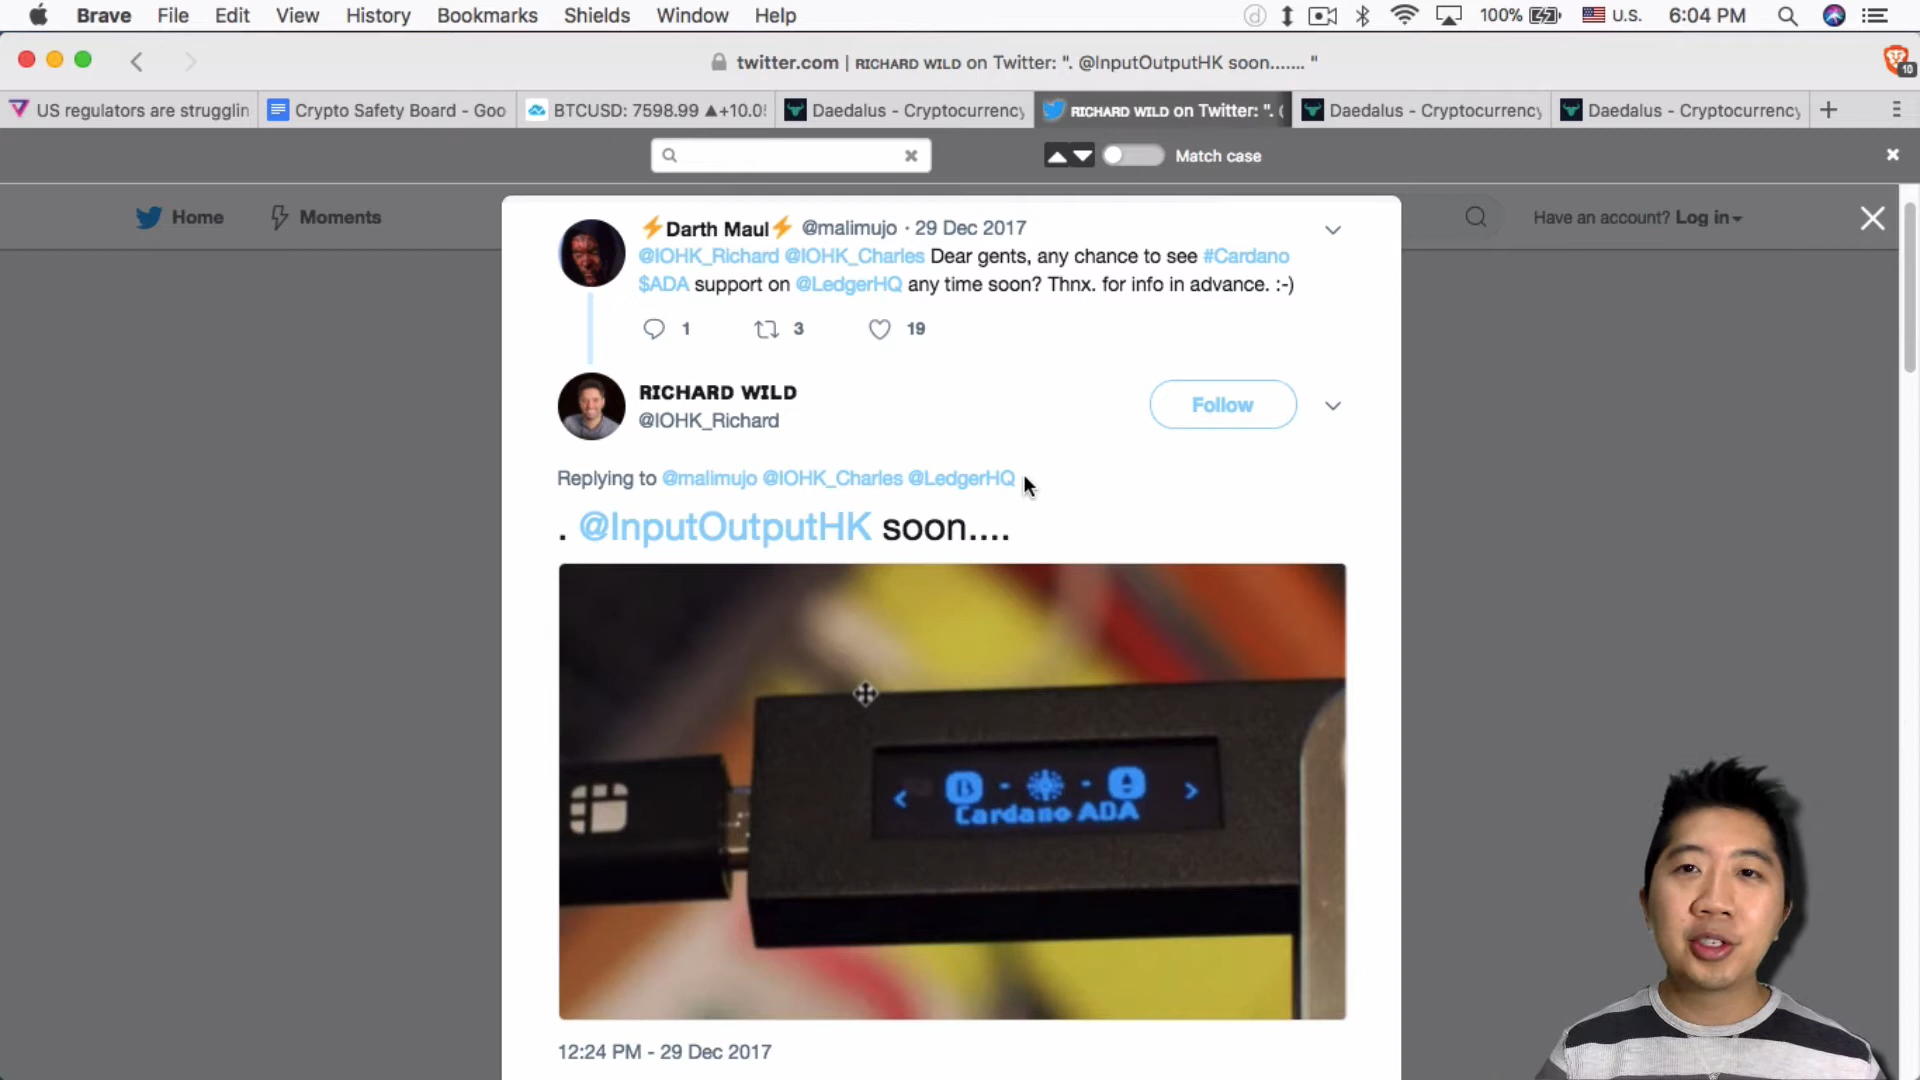 Brave File Edit View History Bookmarks Shields Window Help 100% U.S. 6:04 PM
twitter.com | RICHARD WILD on Twitter: ". @InputOutputHK soon....... "
10
US regulators are strugglin Crypto Safety Board - Goo BTCUSD: 7598.99 ▲+10.0 Daedalus - Cryptocurrency RICHARD WILD on Twitter: ". ( Daedalus - Cryptocurrency Daedalus - Cryptocurrency
Match case
Home Moments Have an account? Log in
⚡Darth Maul⚡ @malimujo · 29 Dec 2017
@IOHK_Richard @IOHK_Charles Dear gents, any chance to see #Cardano
$ADA support on @LedgerHQ any time soon? Thnx. for info in advance. :-)
1 3 19
RICHARD WILD
@IOHK_Richard
Follow
Replying to @malimujo @IOHK_Charles @LedgerHQ
. @InputOutputHK soon....
< B - - >
Cardano ADA
12:24 PM - 29 Dec 2017